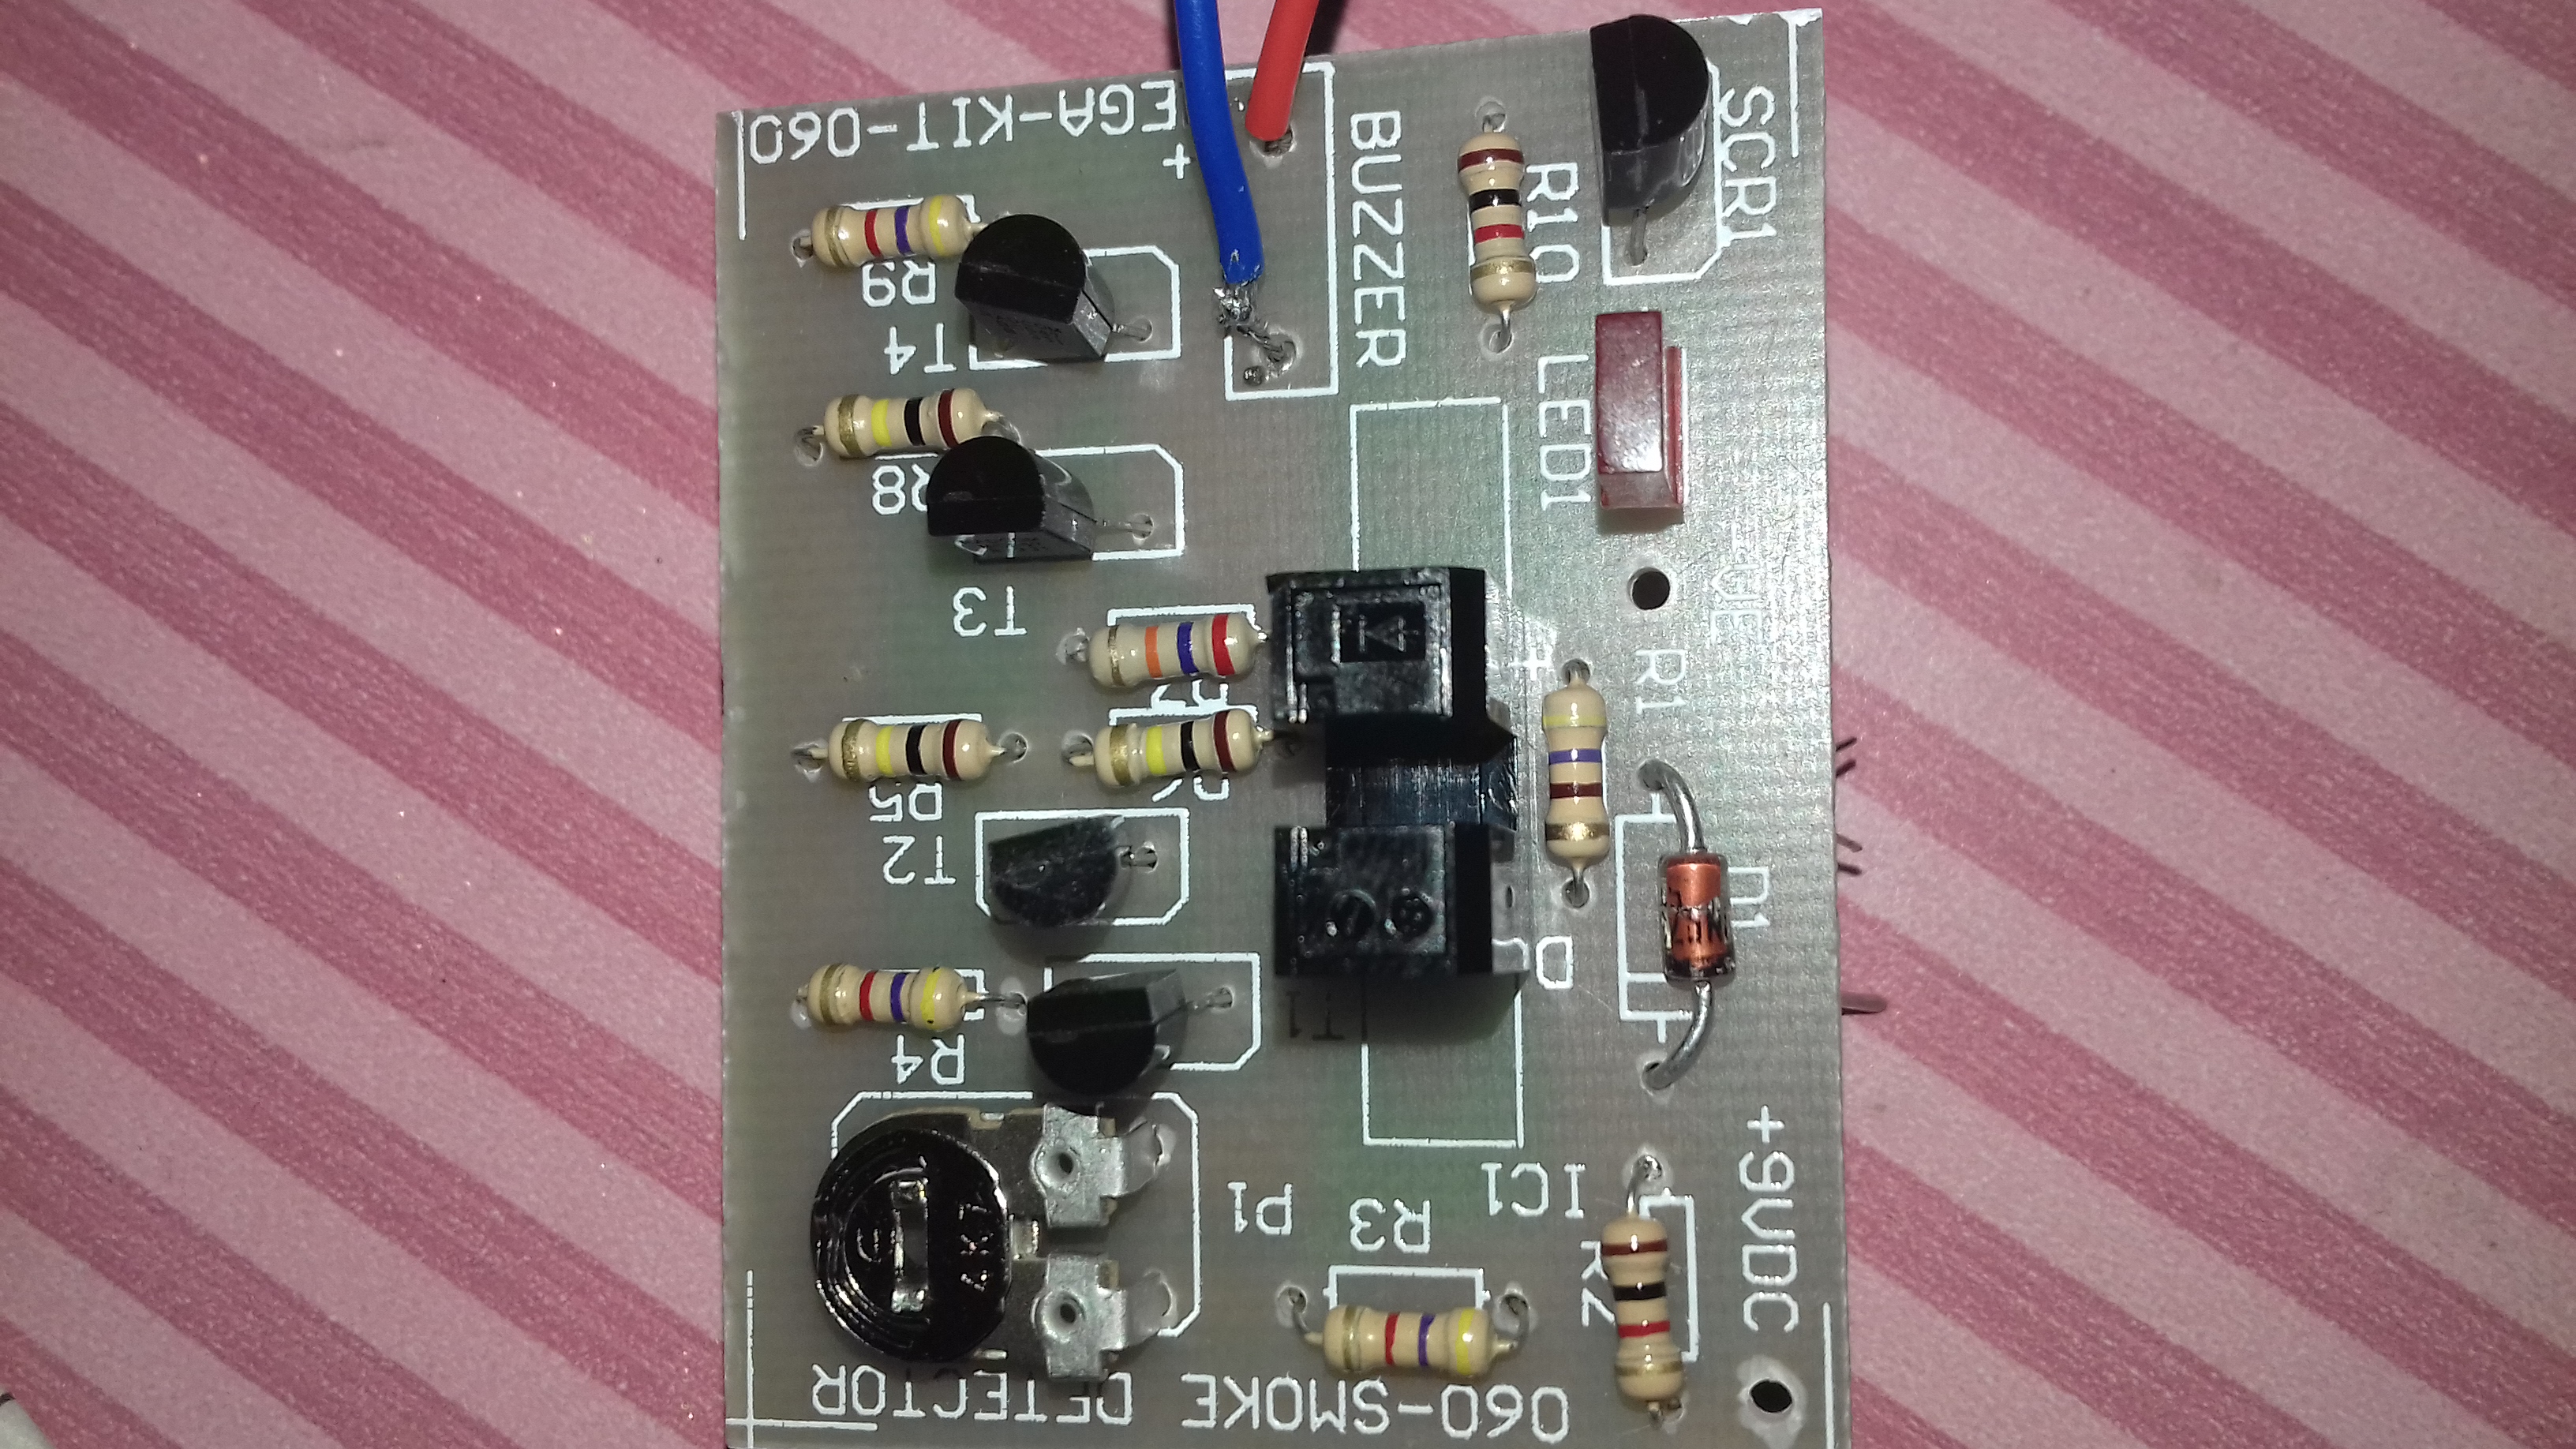 SCR1
-VE
D1
+9VDC
R1
R2
R10
LED1
+
IC1
BUZZER
R3
T1
P1
+
060-SMOKE DETECTOR
T3
T4
R9
R8
R5
T2
R4
4K7
EGA-KIT-060